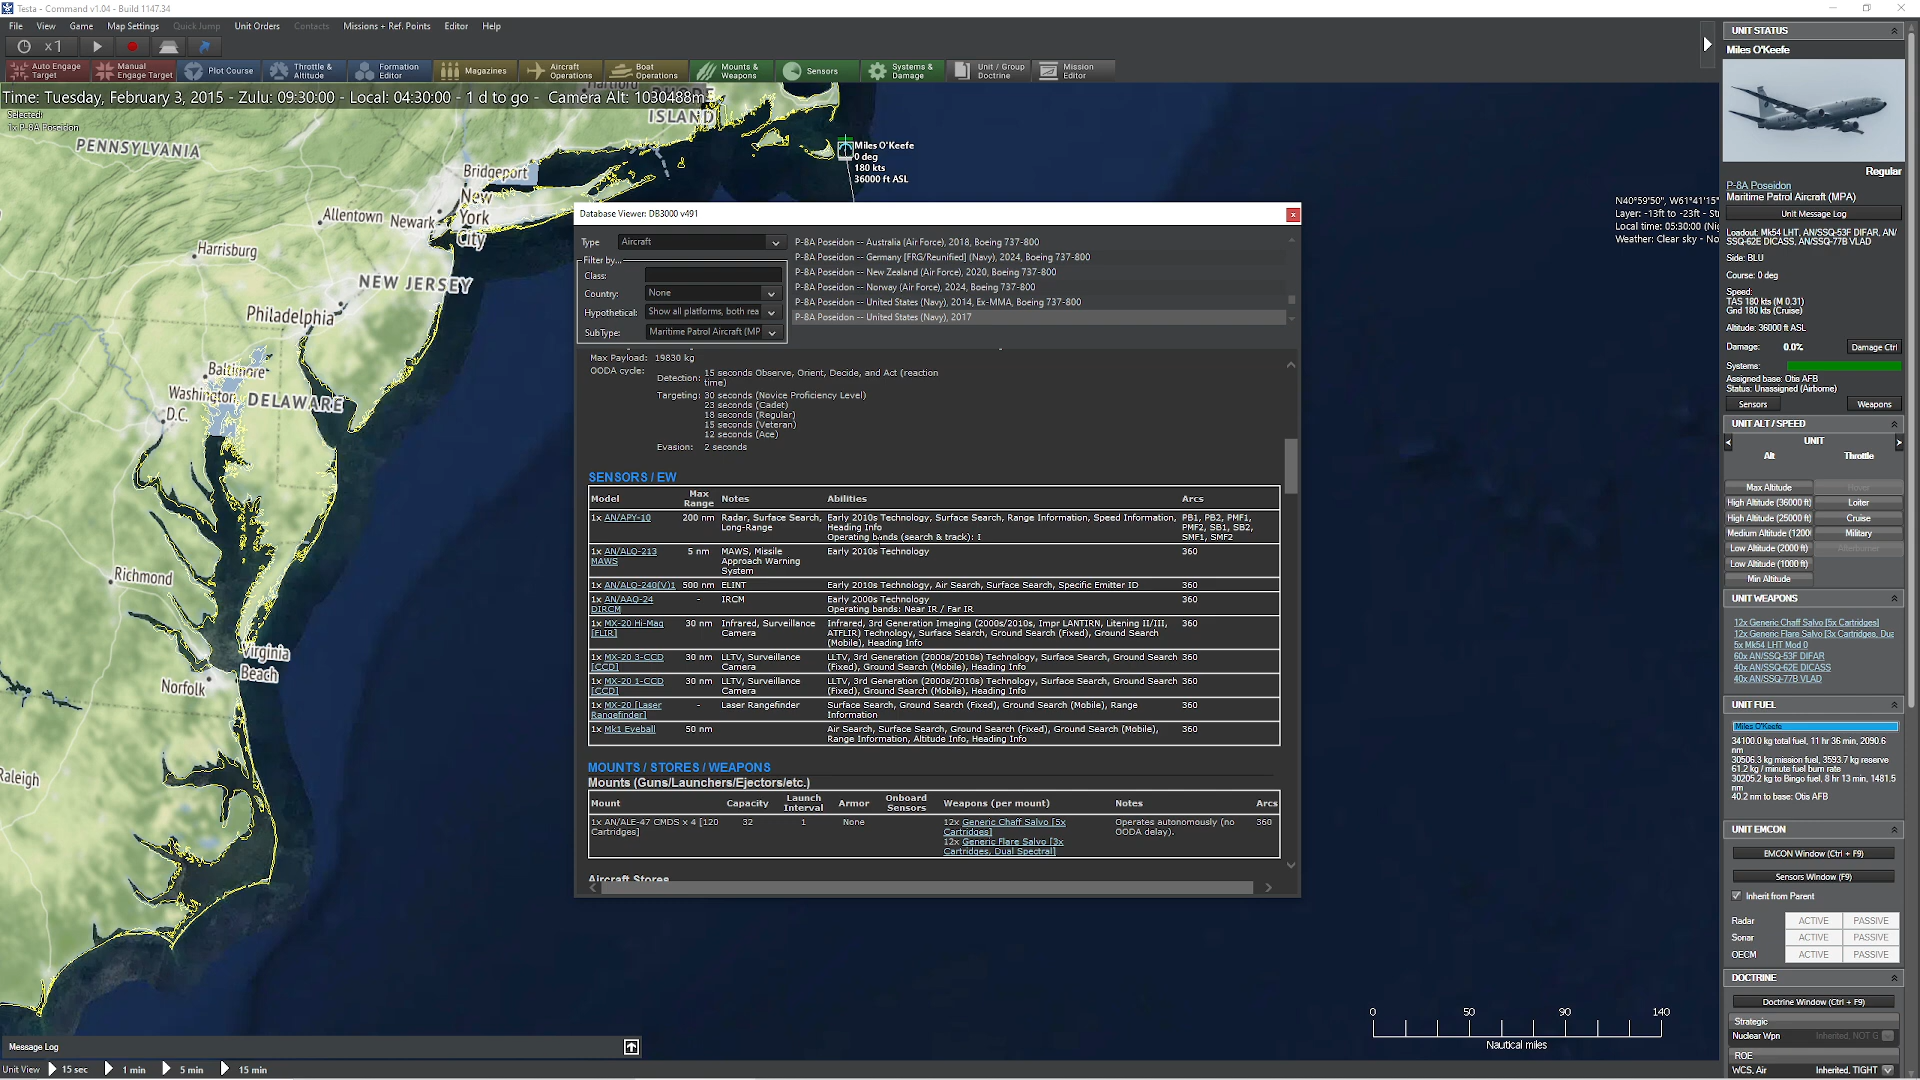 Testa - Command v1.04 - Build 1147.34
File View Game Map Settings Quick Jump Unit Orders Contacts Missions + Ref. Points Editor Help
x1
Auto Engage Target
Manual Engage Target
Plot Course
Throttle & Altitude
Formation Editor
Magazines
Aircraft Operations
Boat Operations
Mounts & Weapons
Sensors
Systems & Damage
Unit / Group Doctrine
Mission Editor
Time: Tuesday, February 3, 2015 - Zulu: 09:30:00 - Local: 04:30:00 - 1 d to go - Camera Alt: 1030488m
Selected:
1x P-8A Poseidon
ISLAND
PENNSYLVANIA
Bridgeport
New York City
Allentown
Newark
Harrisburg
NEW JERSEY
Philadelphia
Baltimore
Washington, D.C.
DELAWARE
Richmond
Virginia Beach
Norfolk
Raleigh
Miles O'Keefe
0 deg
180 kts
36000 ft ASL
N40°59'50", W61°41'15"
Layer: -13ft to -23ft - St
Local time: 05:30:00 (Nig
Weather: Clear sky - No
Database Viewer: DB3000 v491
Type Aircraft
Filter by...
Class:
Country: None
Hypothetical: Show all platforms, both rea
SubType: Maritime Patrol Aircraft (MP
P-8A Poseidon -- Australia (Air Force), 2018, Boeing 737-800
P-8A Poseidon -- Germany [FRG/Reunified] (Navy), 2024, Boeing 737-800
P-8A Poseidon -- New Zealand (Air Force), 2020, Boeing 737-800
P-8A Poseidon -- Norway (Air Force), 2024, Boeing 737-800
P-8A Poseidon -- United States (Navy), 2014, Ex-MMA, Boeing 737-800
P-8A Poseidon -- United States (Navy), 2017
Max Payload: 19830 kg
OODA cycle:
Detection: 15 seconds Observe, Orient, Decide, and Act (reaction
time)
Targeting: 30 seconds (Novice Proficiency Level)
23 seconds (Cadet)
18 seconds (Regular)
15 seconds (Veteran)
12 seconds (Ace)
Evasion: 2 seconds
SENSORS / EW
Model Max Range Notes Abilities Arcs
1x AN/APY-10 200 nm Radar, Surface Search, Early 2010s Technology, Surface Search, Range Information, Speed Information, PB1, PB2, PMF1,
Long-Range Heading Info PMF2, SB1, SB2,
Operating bands (search & track): I SMF1, SMF2
1x AN/ALQ-213 5 nm MAWS, Missile Early 2010s Technology 360
MAWS Approach Warning
System
1x AN/ALQ-240(V)1 500 nm ELINT Early 2010s Technology, Air Search, Surface Search, Specific Emitter ID 360
1x AN/AAQ-24 - IRCM Early 2000s Technology 360
DIRCM Operating bands: Near IR / Far IR
1x MX-20 Hi-Mag 30 nm Infrared, Surveillance Infrared, 3rd Generation Imaging (2000s/2010s, Impr LANTIRN, Litening II/III, 360
[FLIR] Camera ATFLIR) Technology, Surface Search, Ground Search (Fixed), Ground Search
(Mobile), Heading Info
1x MX-20 3-CCD 30 nm LLTV, Surveillance LLTV, 3rd Generation (2000s/2010s) Technology, Surface Search, Ground Search 360
[CCD] Camera (Fixed), Ground Search (Mobile), Heading Info
1x MX-20 1-CCD 30 nm LLTV, Surveillance LLTV, 3rd Generation (2000s/2010s) Technology, Surface Search, Ground Search 360
[CCD] Camera (Fixed), Ground Search (Mobile), Heading Info
1x MX-20 [Laser - Laser Rangefinder Surface Search, Ground Search (Fixed), Ground Search (Mobile), Range 360
Rangefinder] Information
1x Mk1 Eyeball 50 nm Air Search, Surface Search, Ground Search (Fixed), Ground Search (Mobile), 360
Range Information, Altitude Info, Heading Info
MOUNTS / STORES / WEAPONS
Mounts (Guns/Launchers/Ejectors/etc.)
Mount Capacity Launch Interval Armor Onboard Sensors Weapons (per mount) Notes Arcs
1x AN/ALE-47 CMDS x 4 [120 32 1 None 12x Generic Chaff Salvo [5x Operates autonomously (no 360
Cartridges] Cartridges] OODA delay).
12x Generic Flare Salvo [3x
Cartridges, Dual Spectral]
Aircraft Stores
0 50 90 140
Nautical miles
Message Log
Unit View 15 sec 1 min 5 min 15 min
UNIT STATUS
Miles O'Keefe
Regular
P-8A Poseidon
Maritime Patrol Aircraft (MPA)
Unit Message Log
Loadout: Mk54 LHT, AN/SSQ-53F DIFAR, AN/
SSQ-62E DICASS, AN/SSQ-77B VLAD
Side: BLU
Course: 0 deg
Speed:
TAS 180 kts (M 0.31)
Gnd 180 kts (Cruise)
Altitude: 36000 ft ASL
Damage: 0.0% Damage Ctrl
Systems:
Assigned base: Otis AFB
Status: Unassigned (Airborne)
Sensors Weapons
UNIT ALT / SPEED
< UNIT >
Alt Throttle
Max Altitude Hover
High Altitude (36000 ft) Loiter
High Altitude (25000 ft) Cruise
Medium Altitude (1200 Military
Low Altitude (2000 ft) Afterburner
Low Altitude (1000 ft)
Min Altitude
UNIT WEAPONS
12x Generic Chaff Salvo [5x Cartridges]
12x Generic Flare Salvo [3x Cartridges, Dua
5x Mk54 LHT Mod 0
60x AN/SSQ-53F DIFAR
40x AN/SSQ-62E DICASS
40x AN/SSQ-77B VLAD
UNIT FUEL
Miles O'Keefe
34100.0 kg total fuel, 11 hr 36 min, 2090.6
nm
30506.3 kg mission fuel, 3593.7 kg reserve
61.2 kg / minute fuel burn rate
30205.2 kg to Bingo fuel, 8 hr 13 min, 1481.5
nm
40.2 nm to base: Otis AFB
UNIT EMCON
EMCON Window (Ctrl + F9)
Sensors Window (F9)
Inherit from Parent
Radar ACTIVE PASSIVE
Sonar ACTIVE PASSIVE
OECM ACTIVE PASSIVE
DOCTRINE
Doctrine Window (Ctrl + F9)
Strategic
Nuclear Wpn Inherited, NOT G
ROE
WCS, Air Inherited, TIGHT